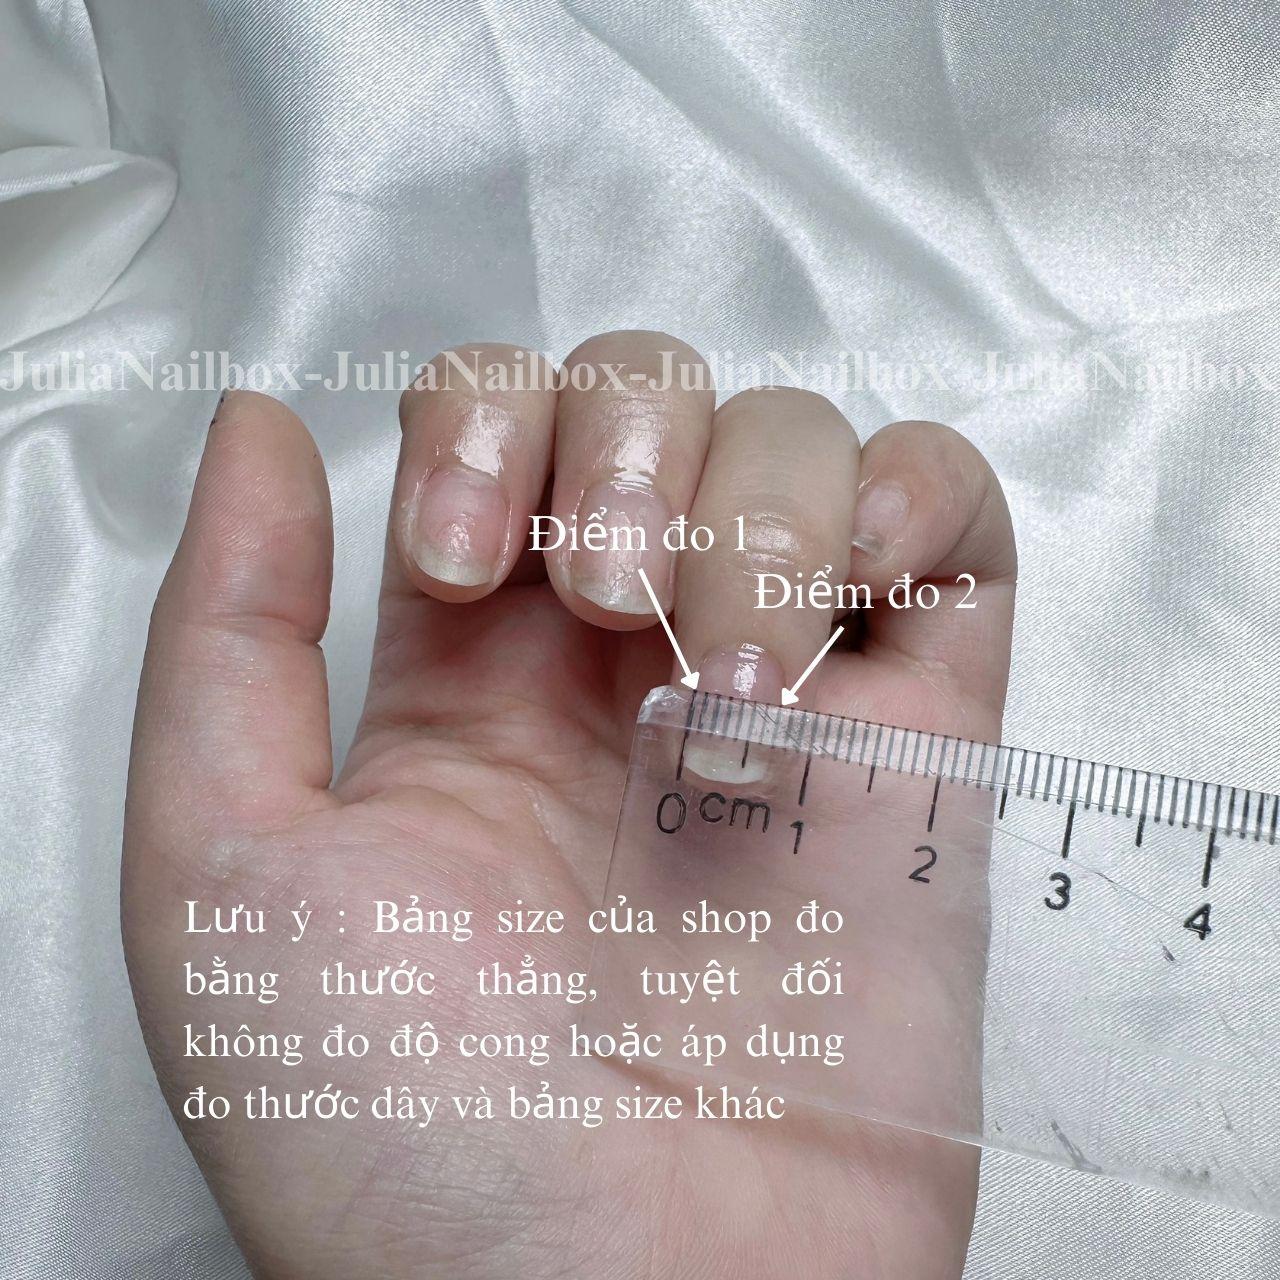 JuliaNailbox-JuliaNailbox-JuliaNailbox-JuliaNailbox
Điểm đo 1
Điểm đo 2
0 cm 1 2 3 4
Lưu ý : Bảng size của shop đo
bằng thước thẳng, tuyệt đối
không đo độ cong hoặc áp dụng
đo thước dây và bảng size khác